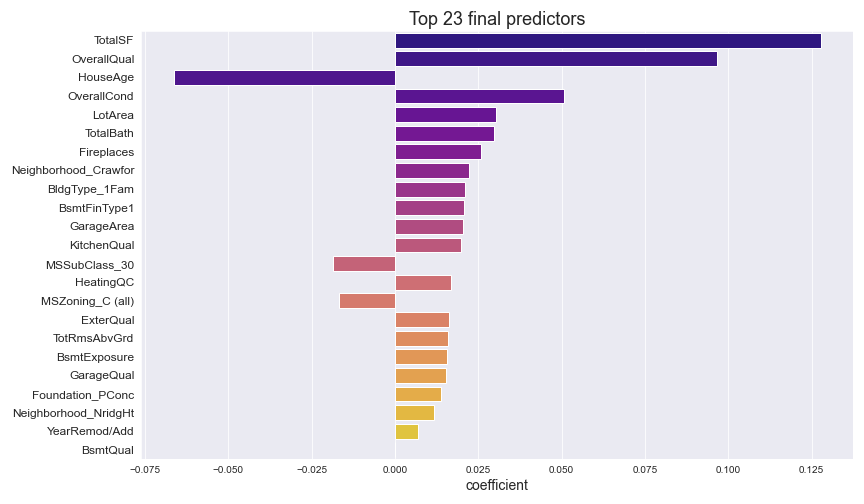 Top 23 final predictors
TotalSF
OverallQual
HouseAge
OverallCond
LotArea
TotalBath
Fireplaces
Neighborhood_Crawfor
BldgType_1Fam
BsmtFinType1
GarageArea
KitchenQual
MSSubClass_30
HeatingQC
MSZoning_C (all)
ExterQual
TotRmsAbvGrd
BsmtExposure
GarageQual
Foundation_PConc
Neighborhood_NridgHt
YearRemod/Add
BsmtQual
−0.075 −0.050 −0.025 0.000 0.025 0.050 0.075 0.100 0.125
coefficient